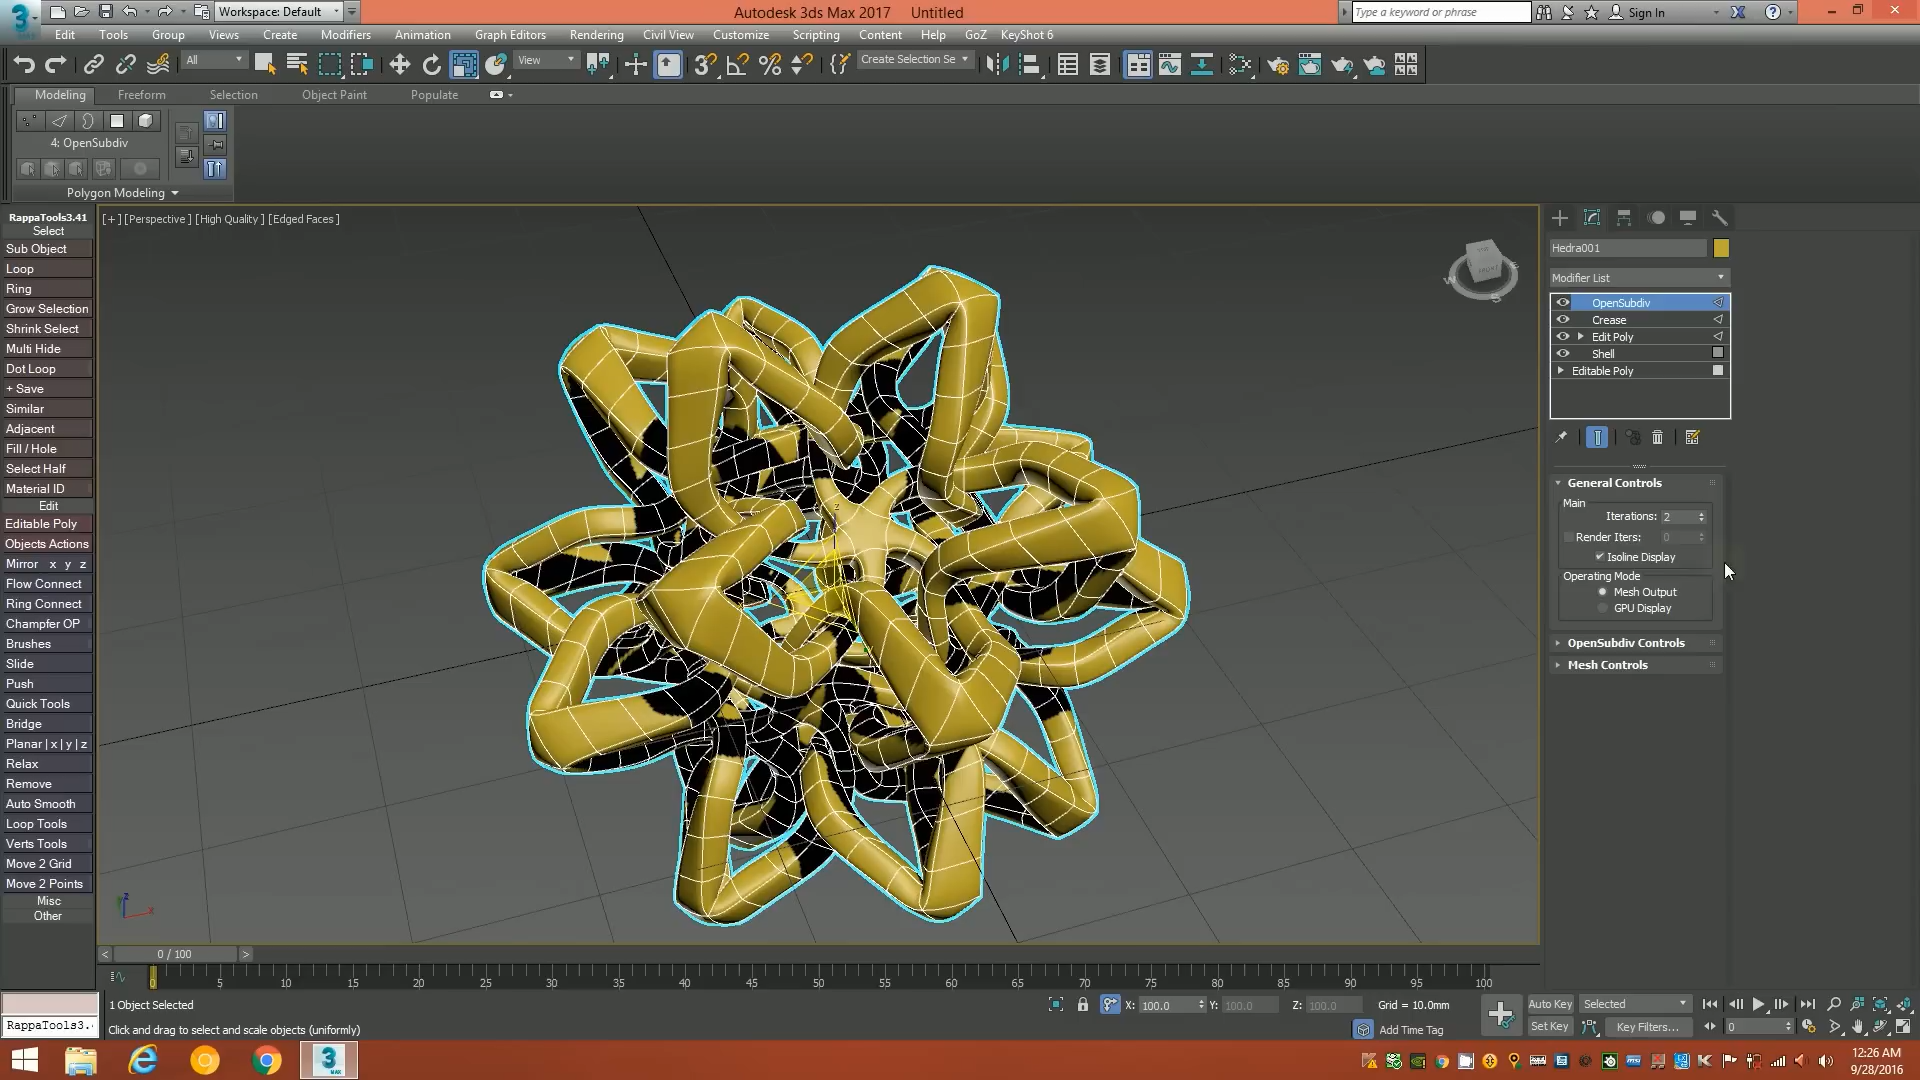 Workspace: Default
Autodesk 3ds Max 2017 Untitled
Type a keyword or phrase
Sign In
Edit Tools Group Views Create Modifiers Animation Graph Editors Rendering Civil View Customize Scripting Content Help GoZ KeyShot 6
All
View
Create Selection Se
Modeling Freeform Selection Object Paint Populate
4: OpenSubdiv
Polygon Modeling
RappaTools3.41
Select
Sub Object
Loop
Ring
Grow Selection
Shrink Select
Multi Hide
Dot Loop
+ Save
Similar
Adjacent
Fill / Hole
Select Half
Material ID
Edit
Editable Poly
Objects Actions
Mirror x y z
Flow Connect
Ring Connect
Champfer OP
Brushes
Slide
Push
Quick Tools
Bridge
Planar | x | y | z
Relax
Remove
Auto Smooth
Loop Tools
Verts Tools
Move 2 Grid
Move 2 Points
Misc
Other
[+] [Perspective] [High Quality] [Edged Faces]
Hedra001
Modifier List
OpenSubdiv
Crease
Edit Poly
Shell
Editable Poly
General Controls
Main
Iterations: 2
Render Iters: 0
Isoline Display
Operating Mode
Mesh Output
GPU Display
OpenSubdiv Controls
Mesh Controls
0 / 100
0 5 10 15 20 25 30 35 40 45 50 55 60 65 70 75 80 85 90 95 100
1 Object Selected
X: 100.0 Y: 100.0 Z: 100.0 Grid = 10.0mm
Auto Key Selected
RappaTools3.
Click and drag to select and scale objects (uniformly)
Add Time Tag
Set Key Key Filters... 0
12:26 AM
9/28/2016